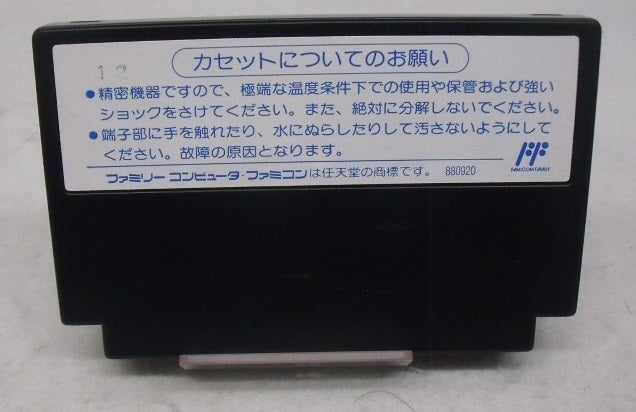 カセットについてのお願い
12
●精密機器ですので、極端な温度条件下での使用や保管および強い
ショックをさけてください。また、絶対に分解しないでください。
●端子部に手を触れたり、水にぬらしたりして汚さないようにして
ください。故障の原因となります。
FAMICOM FAMILY
ファミリー コンピュータ・ファミコンは任天堂の商標です。 880920